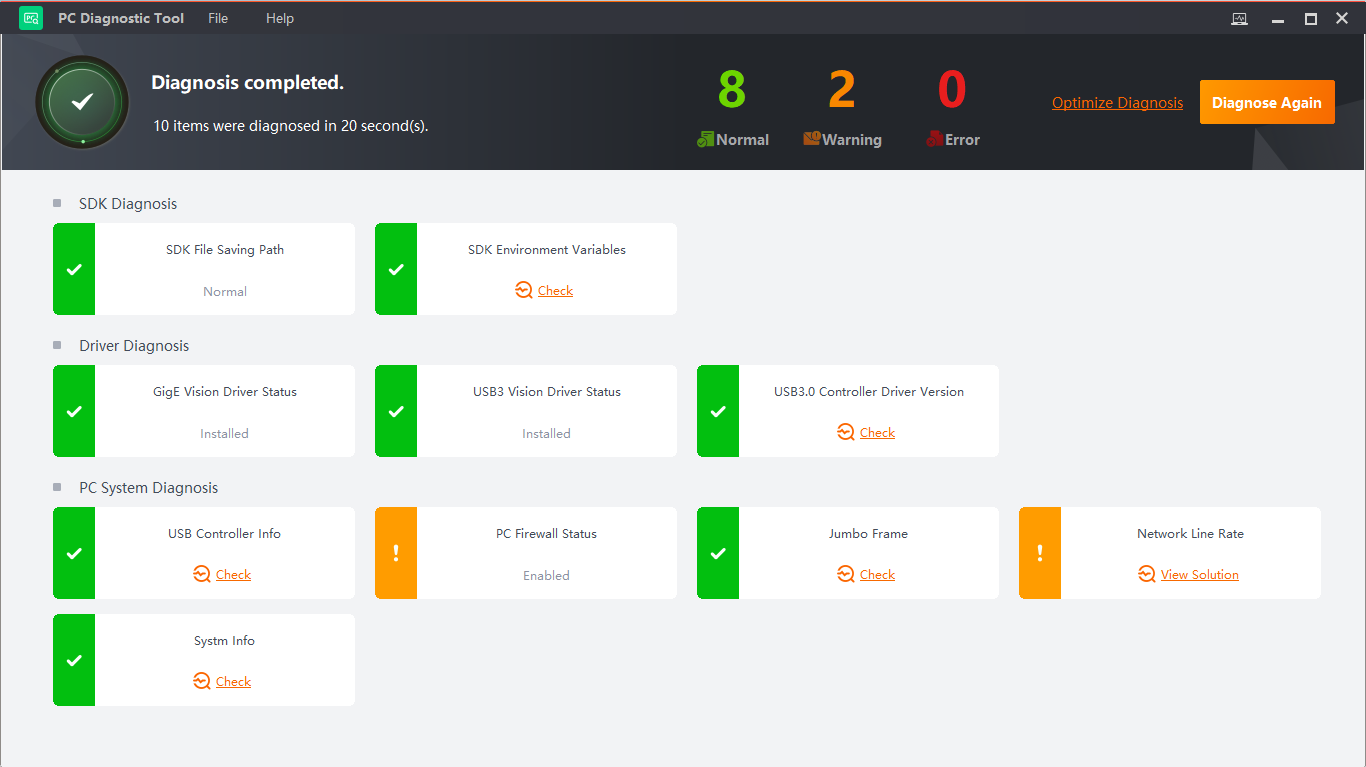 PC Diagnostic Tool File Help
Diagnosis completed.
10 items were diagnosed in 20 second(s).
8 2 0
Normal Warning Error
Optimize Diagnosis
Diagnose Again
SDK Diagnosis
SDK File Saving Path
Normal
SDK Environment Variables
Check
Driver Diagnosis
GigE Vision Driver Status
Installed
USB3 Vision Driver Status
Installed
USB3.0 Controller Driver Version
Check
PC System Diagnosis
USB Controller Info
Check
PC Firewall Status
Enabled
Jumbo Frame
Check
Network Line Rate
View Solution
Systm Info
Check